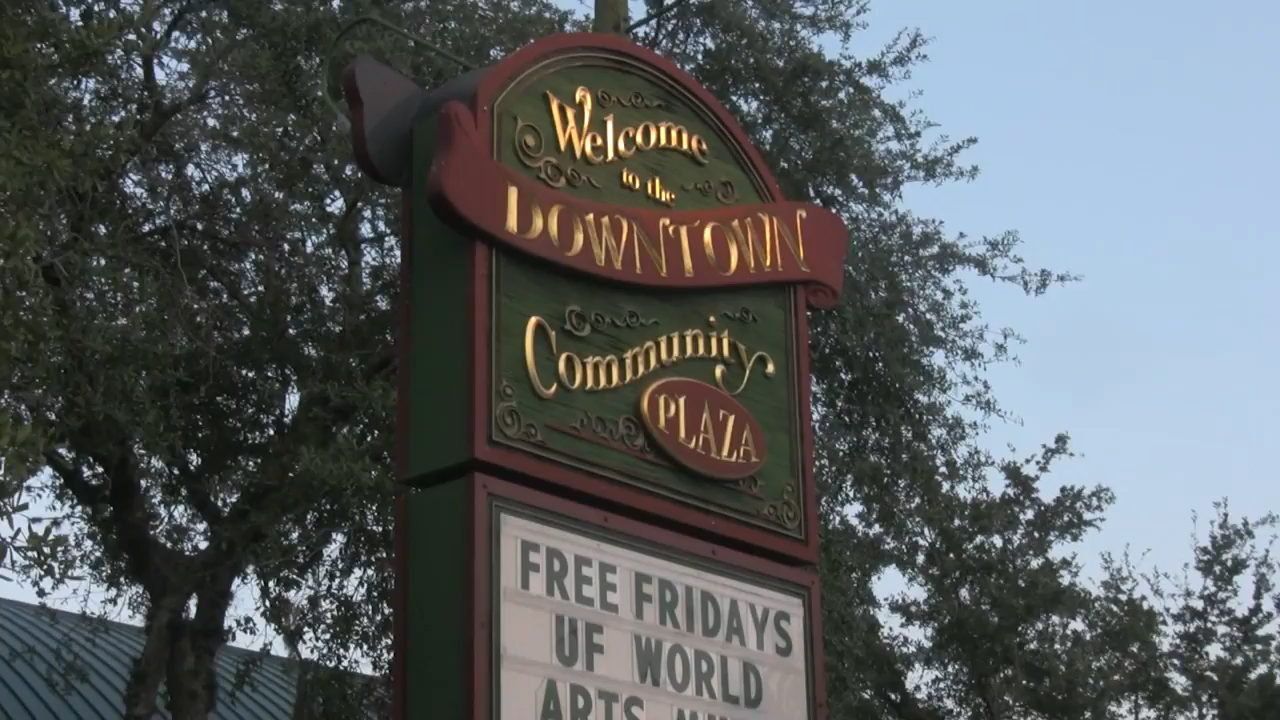 Welcome
to the
DOWNTOWN
Community
PLAZA
FREE FRIDAYS
UF WORLD
ARTS